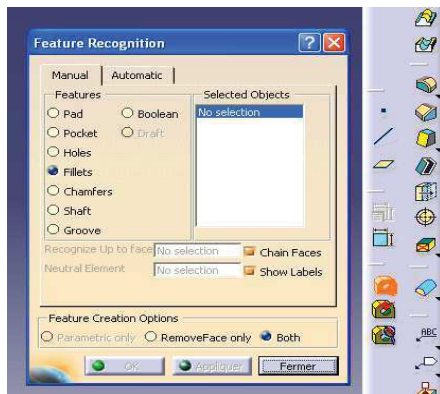 Feature Recognition
Manual
Automatic
Features
Selected Objects
Pad
Boolean
No selection
Pocket
Draft
Holes
Fillets
Chamfers
Shaft
Groove
Recognize Up to face No selection
Chain Faces
Neutral Element No selection
Show Labels
Feature Creation Options
Parametric only
RemoveFace only
Both
OK
Appliquer
Fermer
ABC